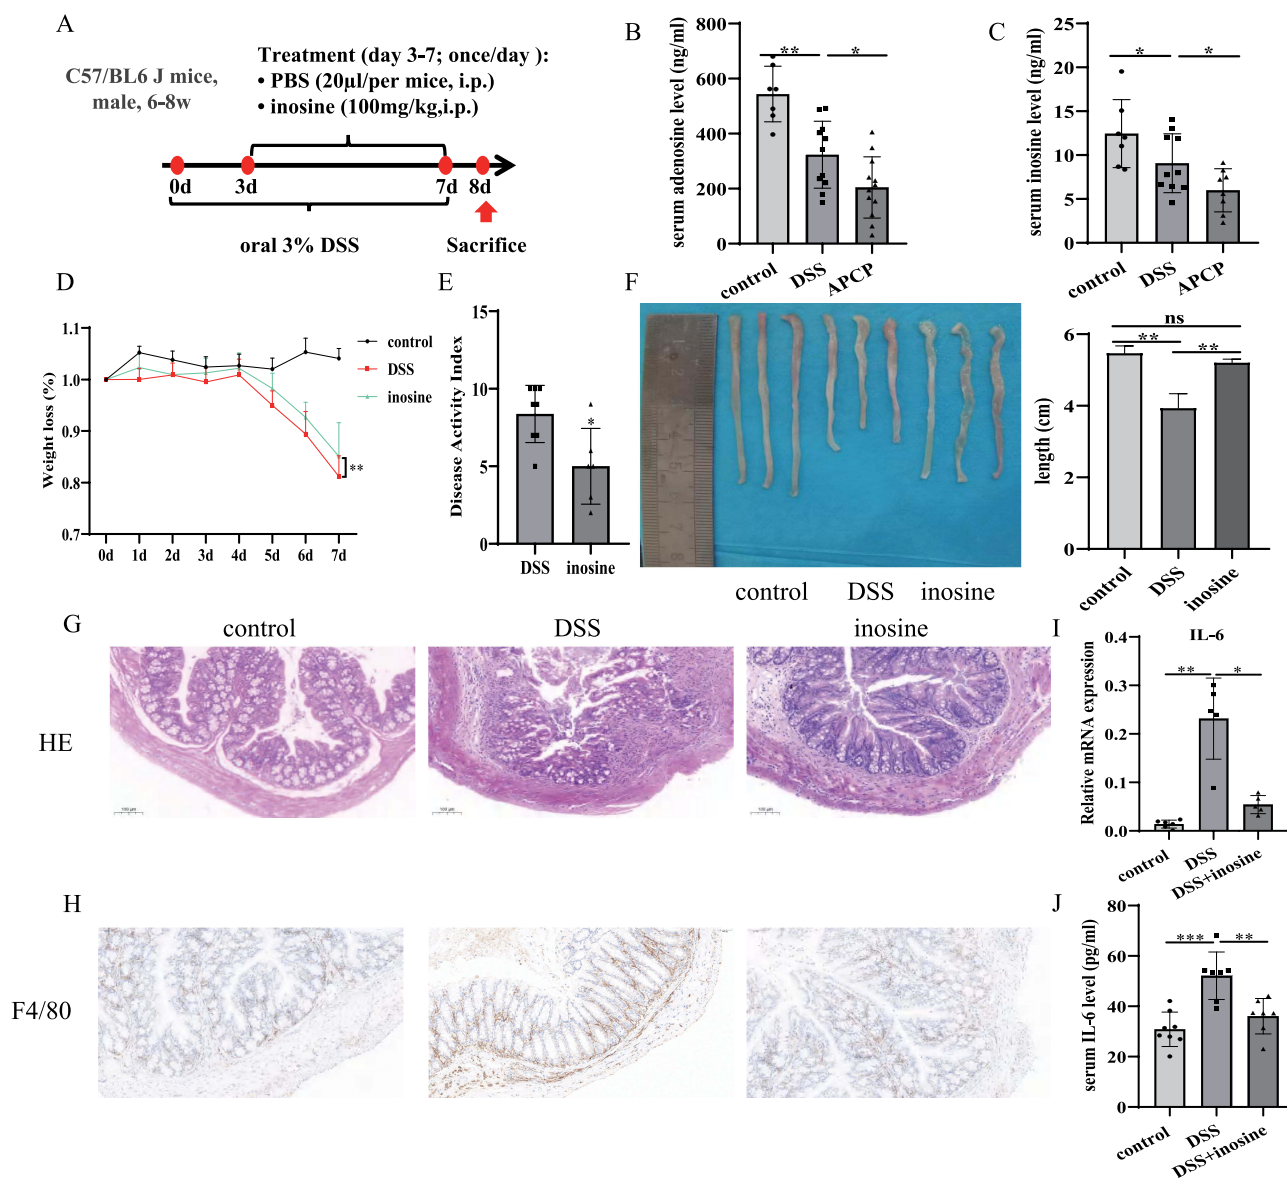 A
C57/BL6 J mice,
male, 6-8w
Treatment (day 3-7; once/day ):
• PBS (20μl/per mice, i.p.)
• inosine (100mg/kg,i.p.)
0d
3d
7d
8d
oral 3% DSS
Sacrifice
B
serum adenosine level (ng/ml)
800
600
400
200
0
**
*
control
DSS
APCP
C
serum inosine level (ng/ml)
25
20
15
10
5
0
*
*
control
DSS
APCP
D
Weight loss (%)
1.1
1.0
0.9
0.8
0.7
0d 1d 2d 3d 4d 5d 6d 7d
control
DSS
inosine
**
E
Disease Activity Index
15
10
5
0
*
DSS
inosine
F
control
DSS
inosine
length (cm)
6
4
2
0
ns
**
**
control
DSS
inosine
G
control
DSS
inosine
HE
100 μm
100 μm
100 μm
H
F4/80
I
IL-6
Relative mRNA expression
0.4
0.3
0.2
0.1
0.0
**
*
control
DSS
DSS+inosine
J
serum IL-6 level (pg/ml)
80
60
40
20
0
***
**
control
DSS
DSS+inosine